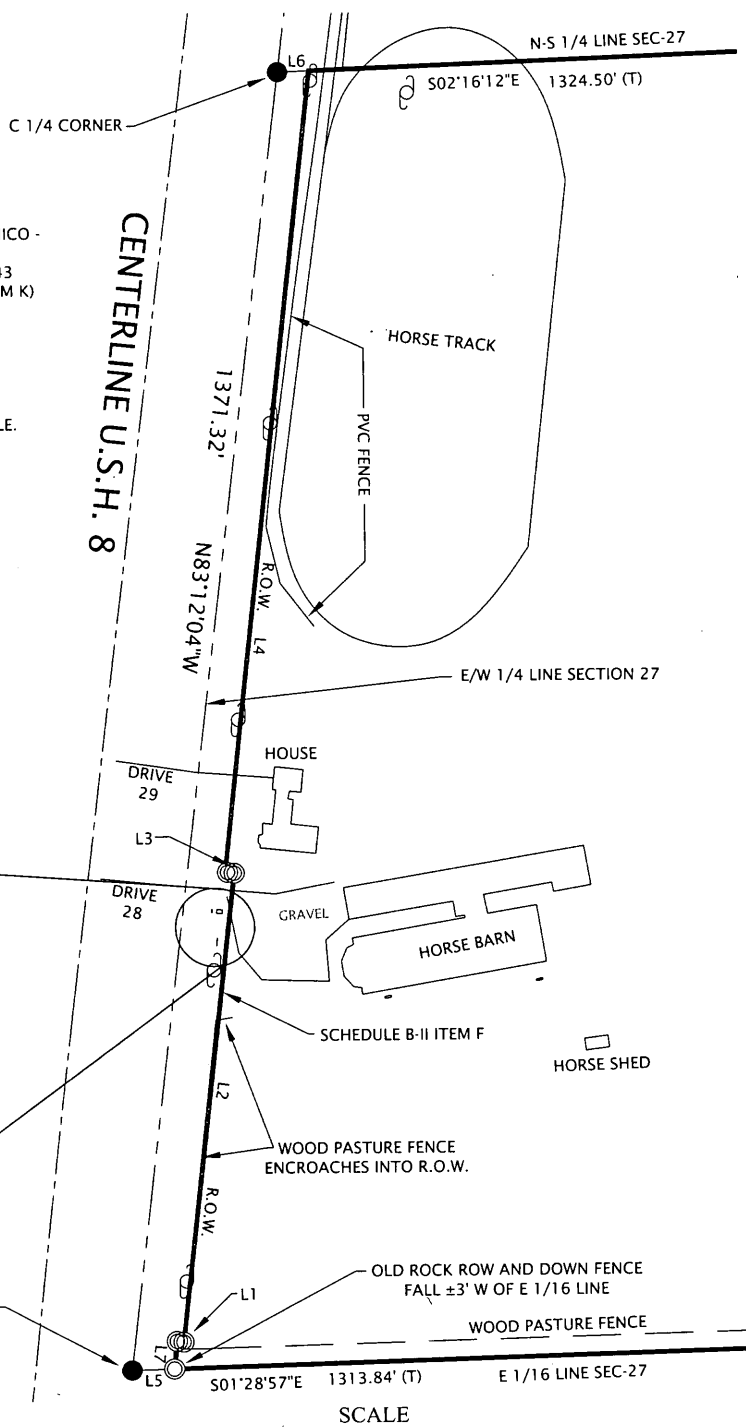 N-S 1/4 LINE SEC-27
L6
S02°16'12"E 1324.50' (T)
C 1/4 CORNER
ICO -
43
M K)
CENTERLINE U.S.H. 8
HORSE TRACK
1371.32'
PVC FENCE
LE.
N83°12'04"W
R.O.W.
L4
E/W 1/4 LINE SECTION 27
HOUSE
DRIVE
29
L3
DRIVE
28
GRAVEL
HORSE BARN
SCHEDULE B-II ITEM F
HORSE SHED
L2
WOOD PASTURE FENCE
ENCROACHES INTO R.O.W.
R.O.W.
OLD ROCK ROW AND DOWN FENCE
FALL ±3' W OF E 1/16 LINE
L1
WOOD PASTURE FENCE
L7
L5
S01°28'57"E 1313.84' (T)
E 1/16 LINE SEC-27
SCALE